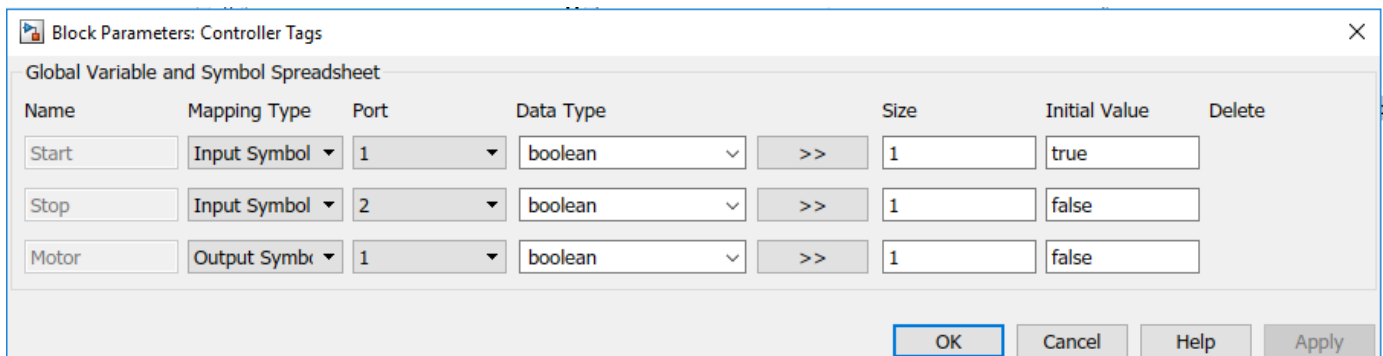 Block Parameters: Controller Tags
Global Variable and Symbol Spreadsheet
Name Mapping Type Port Data Type Size Initial Value Delete
Start Input Symbol 1 boolean >> 1 true
Stop Input Symbol 2 boolean >> 1 false
Motor Output Symbo 1 boolean >> 1 false
OK Cancel Help Apply